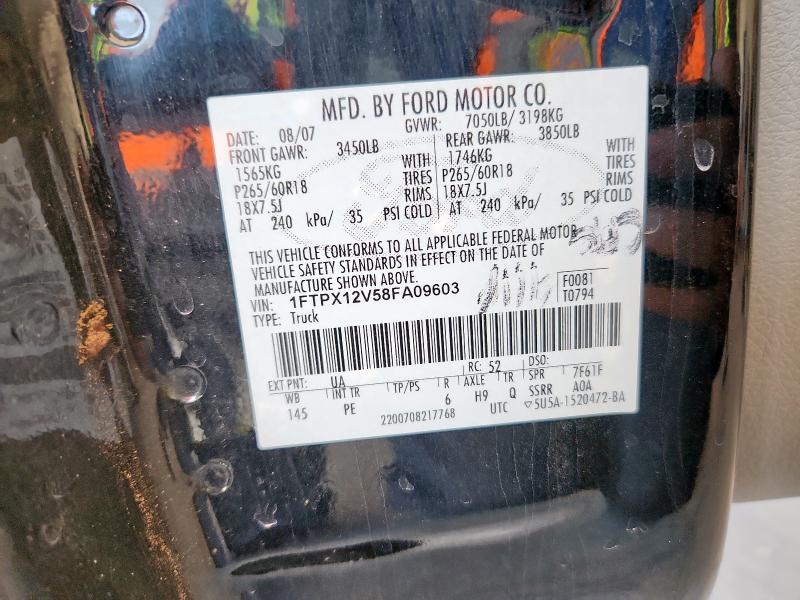 MFD. BY FORD MOTOR CO.
DATE: 08/07 GVWR: 7050LB/ 3198KG
FRONT GAWR: 3450LB REAR GAWR: 3850LB
1565KG WITH 1746KG WITH
P265/60R18 TIRES P265/60R18 TIRES
18X7.5J RIMS 18X7.5J RIMS
AT 240 kPa/ 35 PSI COLD AT 240 kPa/ 35 PSI COLD
THIS VEHICLE CONFORMS TO ALL APPLICABLE FEDERAL MOTOR
VEHICLE SAFETY STANDARDS IN EFFECT ON THE DATE OF
MANUFACTURE SHOWN ABOVE.
VIN: 1FTPX12V58FA09603 F0081
TYPE: Truck T0794
EXT PNT: UA RC: 52 DSO:
WB INT TR TP/PS R AXLE TR SPR 7F61F
145 PE 6 H9 Q SSRR A0A
2200708217768 UTC ▽5U5A-1520472-BA